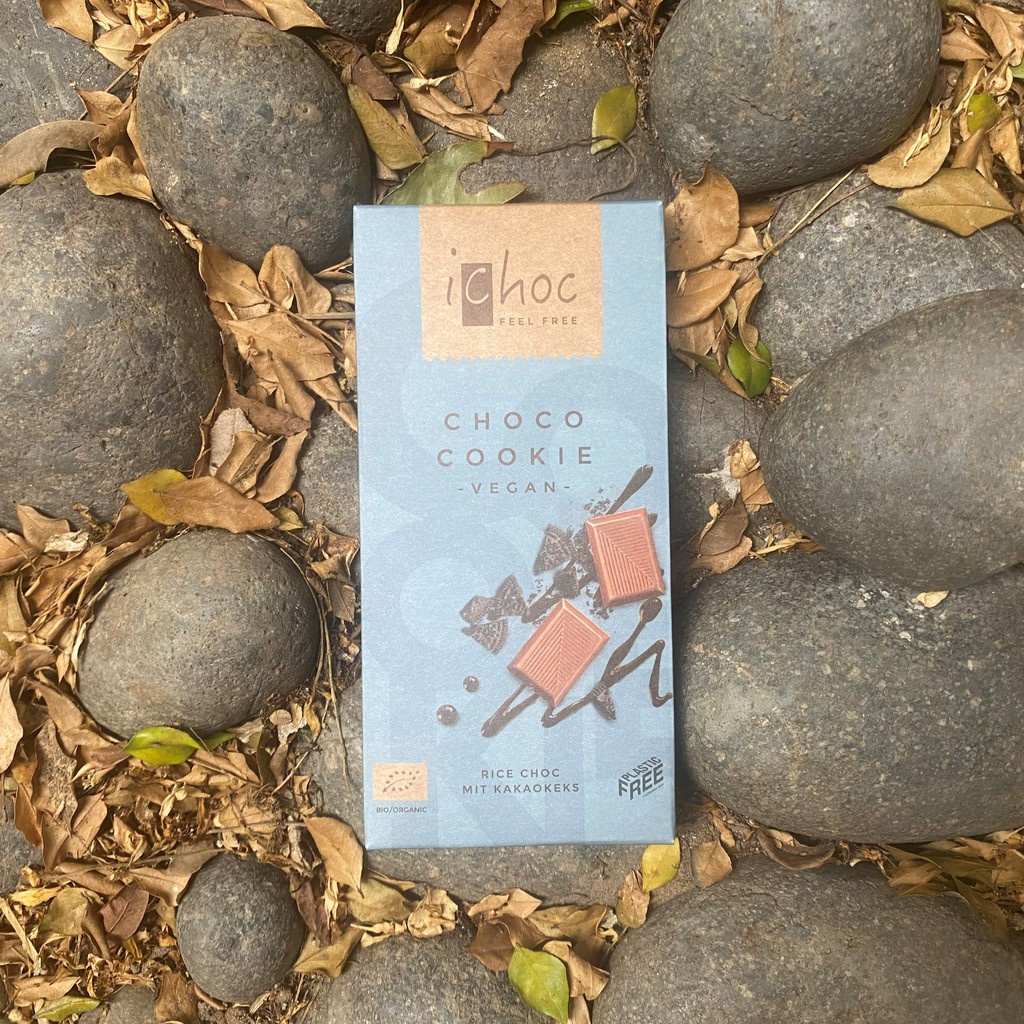 ichoc
FEEL FREE
CHOCO
COOKIE
-VEGAN-
RICE CHOC
MIT KAKAOKEKS
BIO/ORGANIC
PLASTIC
FREE